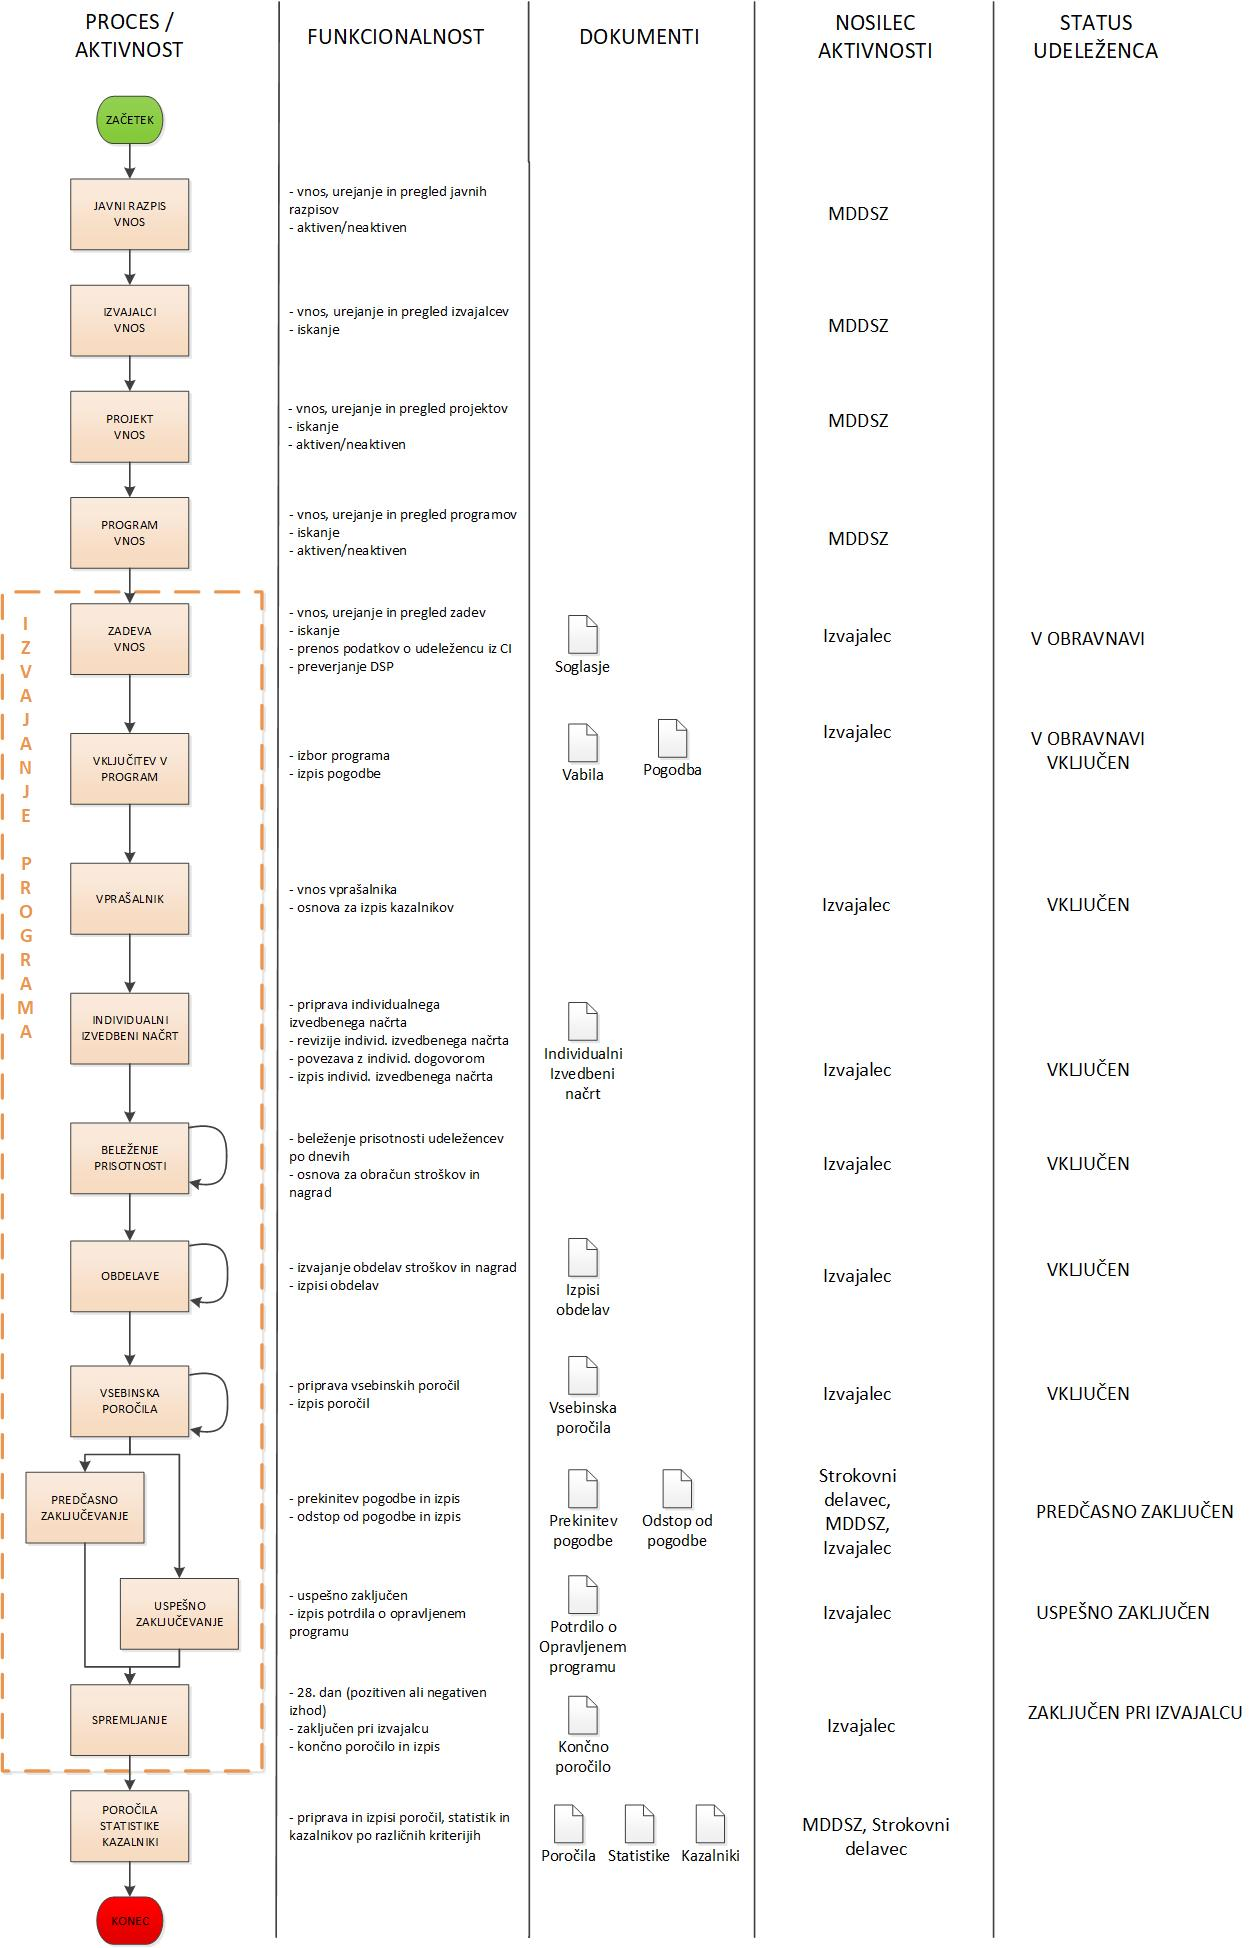 PROCES /
AKTIVNOST
FUNKCIONALNOST
DOKUMENTI
NOSILEC
AKTIVNOSTI
STATUS
UDELEŽENCA
ZAČETEK
JAVNI RAZPIS
VNOS
- vnos, urejanje in pregled javnih
razpisov
- aktiven/neaktiven
MDDSZ
IZVAJALCI
VNOS
- vnos, urejanje in pregled izvajalcev
- iskanje
MDDSZ
PROJEKT
VNOS
- vnos, urejanje in pregled projektov
- iskanje
- aktiven/neaktiven
MDDSZ
PROGRAM
VNOS
- vnos, urejanje in pregled programov
- iskanje
- aktiven/neaktiven
MDDSZ
IZVAJANJE PROGRAMA
ZADEVA
VNOS
- vnos, urejanje in pregled zadev
- iskanje
- prenos podatkov o udeležencu iz CI
- preverjanje DSP
Soglasje
Izvajalec
V OBRAVNAVI
VKLJUČITEV V
PROGRAM
- izbor programa
- izpis pogodbe
Vabila
Pogodba
Izvajalec
V OBRAVNAVI
VKLJUČEN
VPRAŠALNIK
- vnos vprašalnika
- osnova za izpis kazalnikov
Izvajalec
VKLJUČEN
INDIVIDUALNI
IZVEDBENI NAČRT
- priprava individualnega
izvedbenega načrta
- revizije individ. izvedbenega načrta
- povezava z individ. dogovorom
- izpis individ. izvedbenega načrta
Individualni
Izvedbeni
načrt
Izvajalec
VKLJUČEN
BELEŽENJE
PRISOTNOSTI
- beleženje prisotnosti udeležencev
po dnevih
- osnova za obračun stroškov in
nagrad
Izvajalec
VKLJUČEN
OBDELAVE
- izvajanje obdelav stroškov in nagrad
- izpisi obdelav
Izpisi
obdelav
Izvajalec
VKLJUČEN
VSEBINSKA
POROČILA
- priprava vsebinskih poročil
- izpis poročil
Vsebinska
poročila
Izvajalec
VKLJUČEN
PREDČASNO
ZAKLJUČEVANJE
- prekinitev pogodbe in izpis
- odstop od pogodbe in izpis
Prekinitev
pogodbe
Odstop od
pogodbe
Strokovni
delavec,
MDDSZ,
Izvajalec
PREDČASNO ZAKLJUČEN
USPEŠNO
ZAKLJUČEVANJE
- uspešno zaključen
- izpis potrdila o opravljenem
programu
Potrdilo o
Opravljenem
programu
Izvajalec
USPEŠNO ZAKLJUČEN
SPREMLJANJE
- 28. dan (pozitiven ali negativen
izhod)
- zaključen pri izvajalcu
- končno poročilo in izpis
Končno
poročilo
Izvajalec
ZAKLJUČEN PRI IZVAJALCU
POROČILA
STATISTIKE
KAZALNIKI
- priprava in izpisi poročil, statistik in
kazalnikov po različnih kriterijih
Poročila
Statistike
Kazalniki
MDDSZ, Strokovni
delavec
KONEC